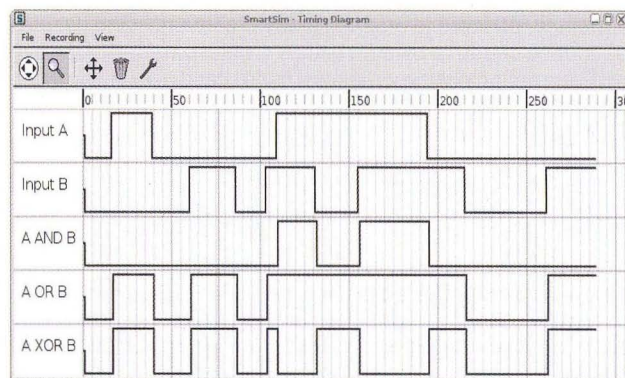 SmartSim - Timing Diagram
File Recording View
0 50 100 150 200 250 30
Input A
Input B
A AND B
A OR B
A XOR B